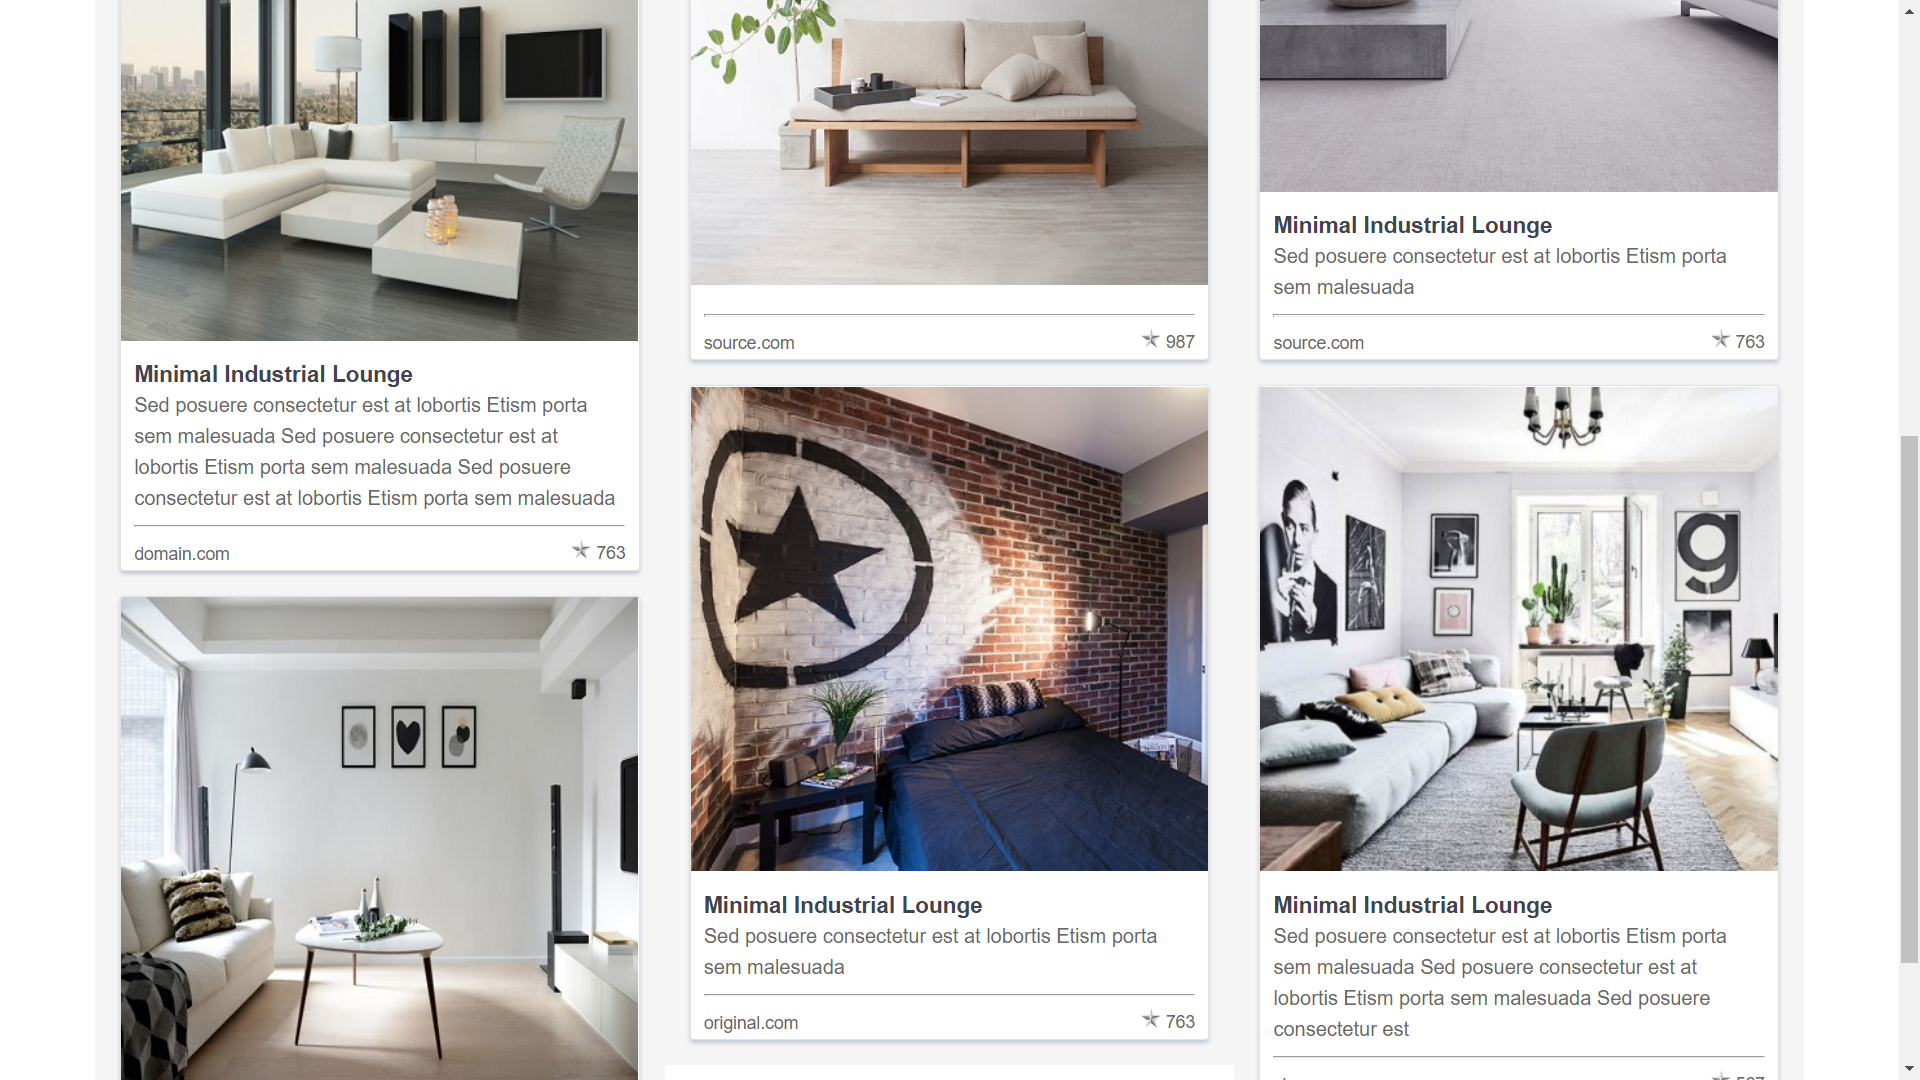 Minimal Industrial Lounge
Sed posuere consectetur est at lobortis Etism porta
sem malesuada Sed posuere consectetur est at
lobortis Etism porta sem malesuada Sed posuere
consectetur est at lobortis Etism porta sem malesuada
domain.com
763
source.com
987
Minimal Industrial Lounge
Sed posuere consectetur est at lobortis Etism porta
sem malesuada
original.com
763
Minimal Industrial Lounge
Sed posuere consectetur est at lobortis Etism porta
sem malesuada
source.com
763
g
Minimal Industrial Lounge
Sed posuere consectetur est at lobortis Etism porta
sem malesuada Sed posuere consectetur est at
lobortis Etism porta sem malesuada Sed posuere
consectetur est